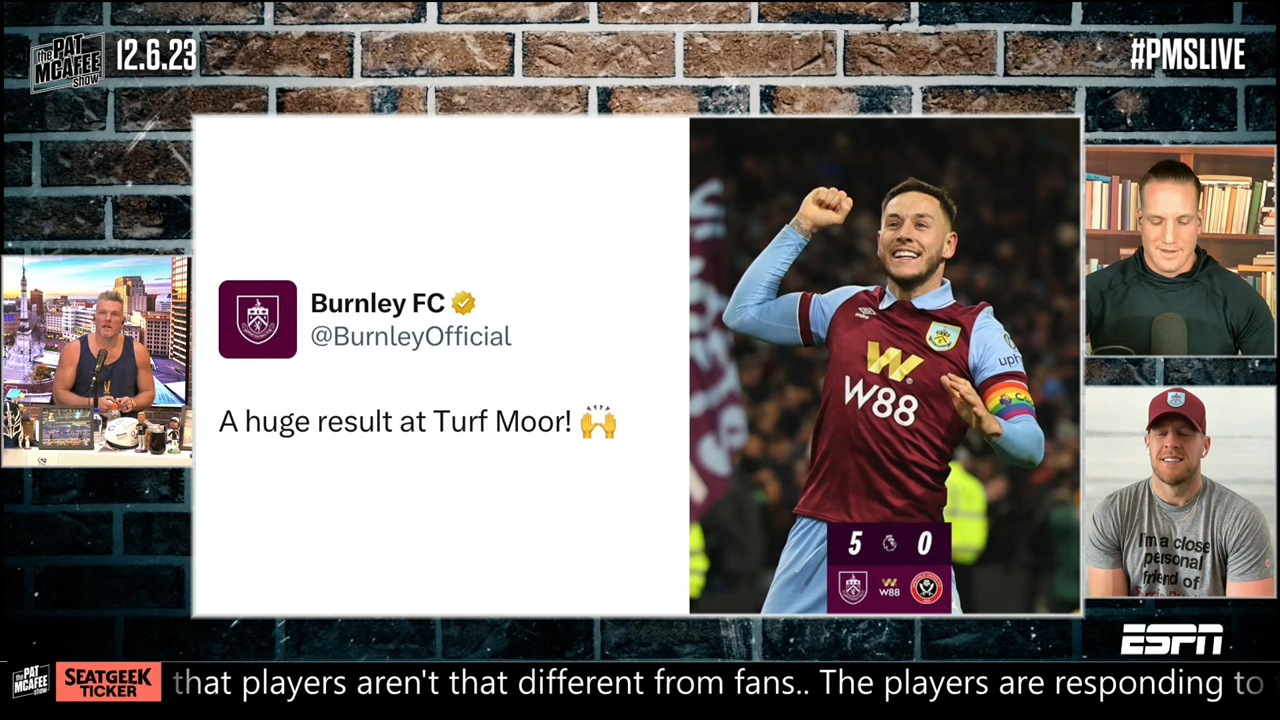 the PAT McAFEE show
12.6.23
#PMSLIVE
Burnley FC
@BurnleyOfficial
A huge result at Turf Moor! 🙌
W88
uph
5 0
W88
I'm a close
personal
friend of
ESPN
the PAT McAFEE show
SEATGEEK
TICKER
that players aren't that different from fans.. The players are responding to